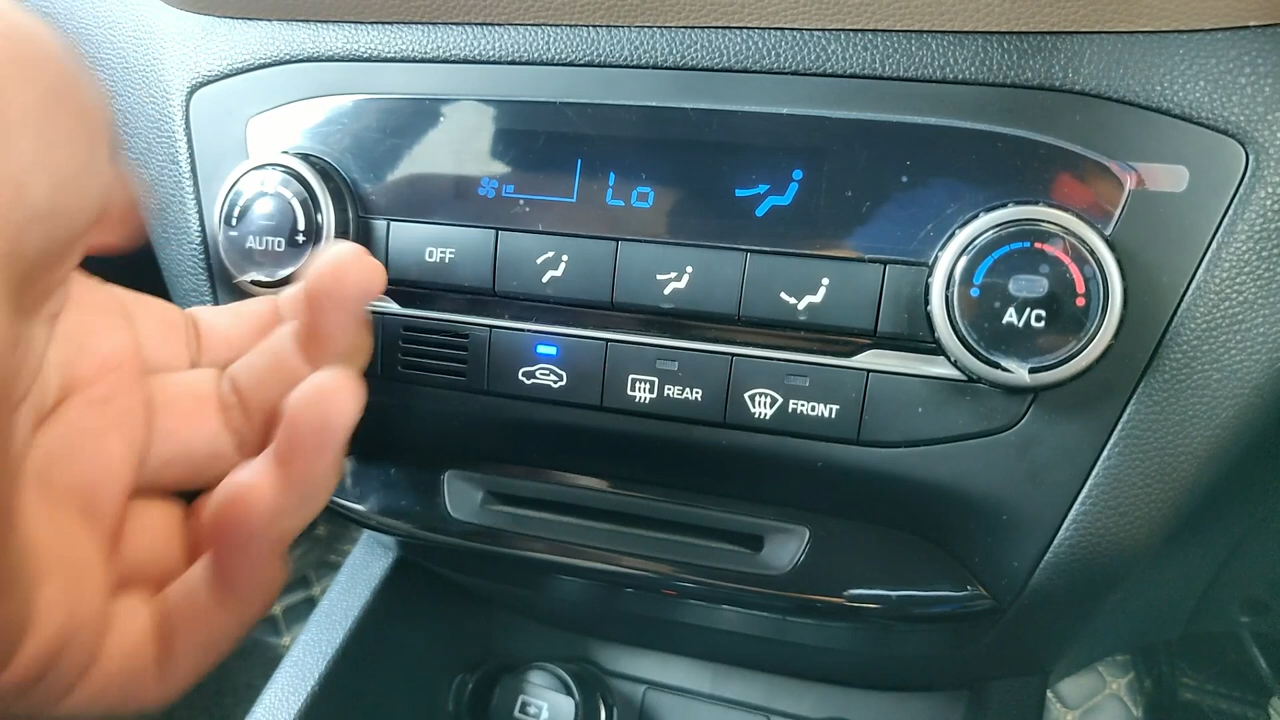 Lo
AUTO
- +
OFF
A/C
REAR
FRONT